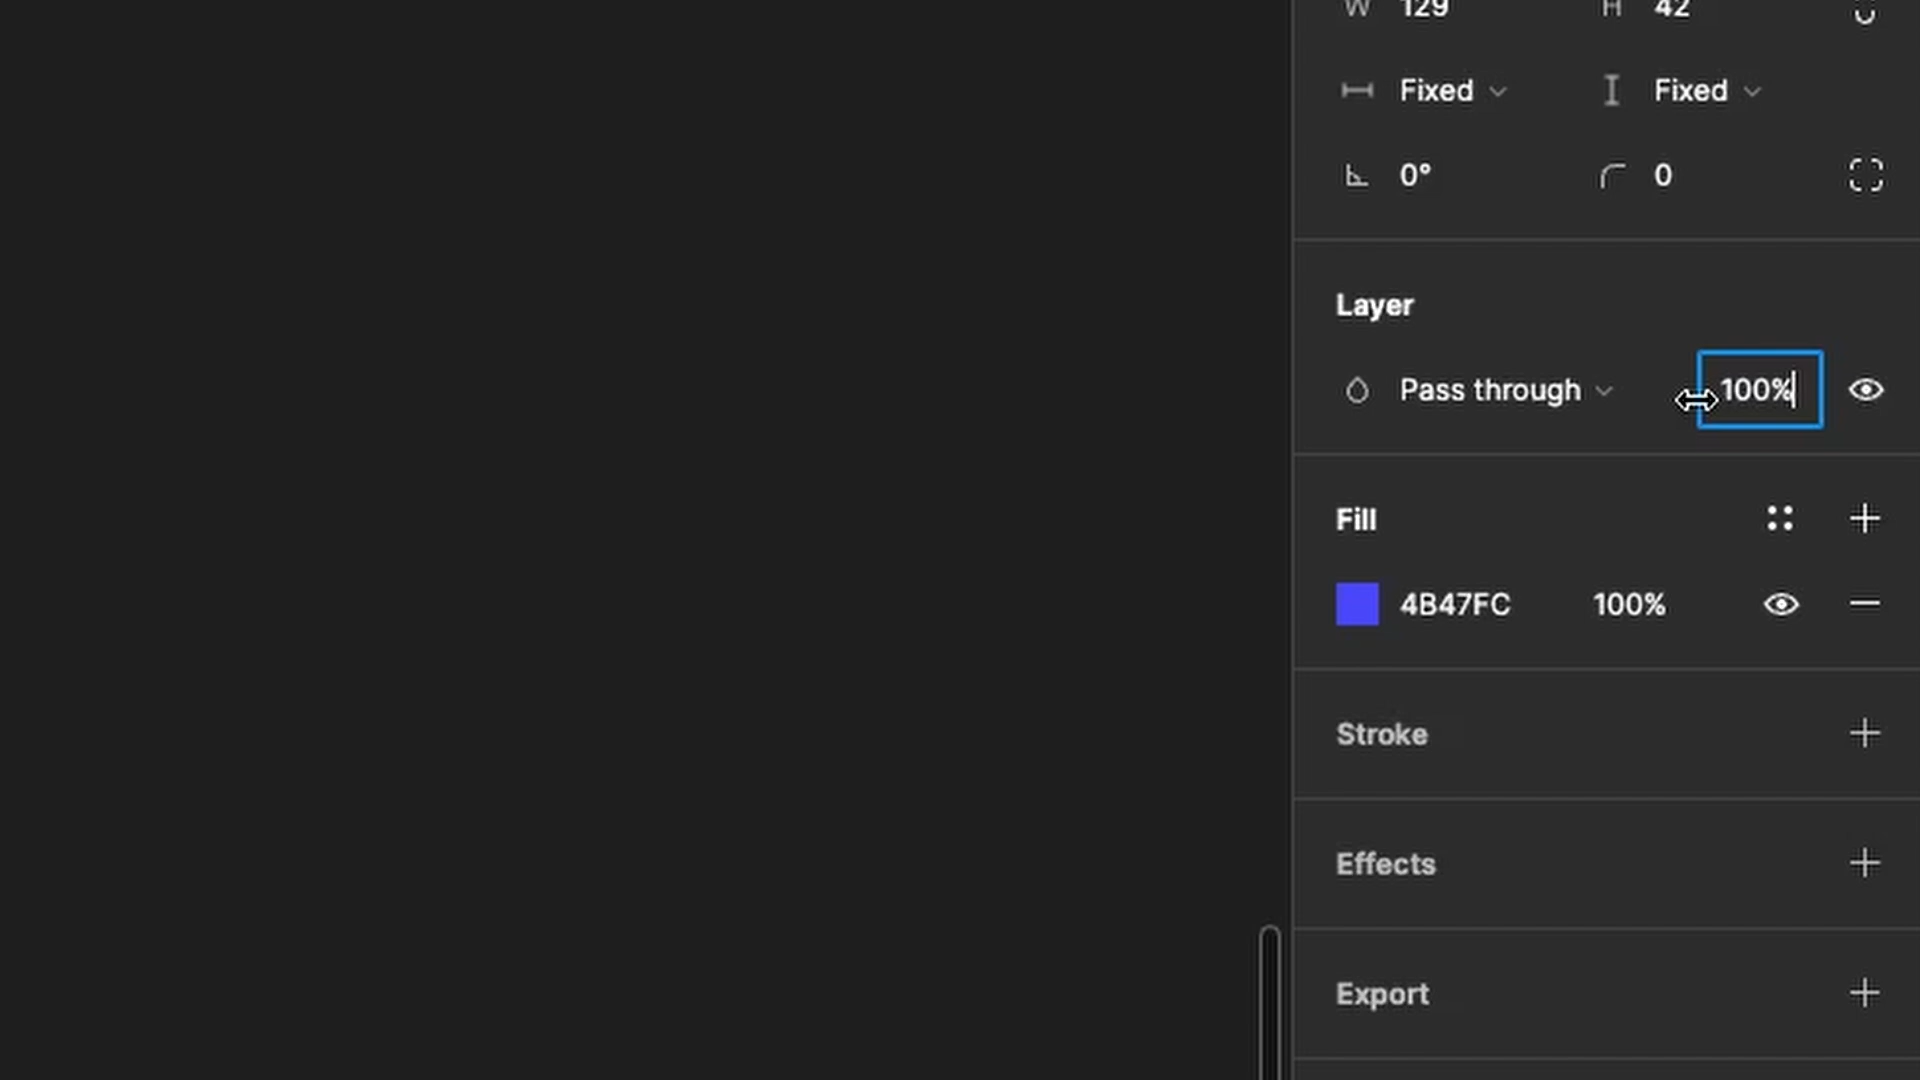 W 129 H 42
Fixed Fixed
0° 0
Layer
Pass through 100%
Fill
4B47FC 100%
Stroke
Effects
Export